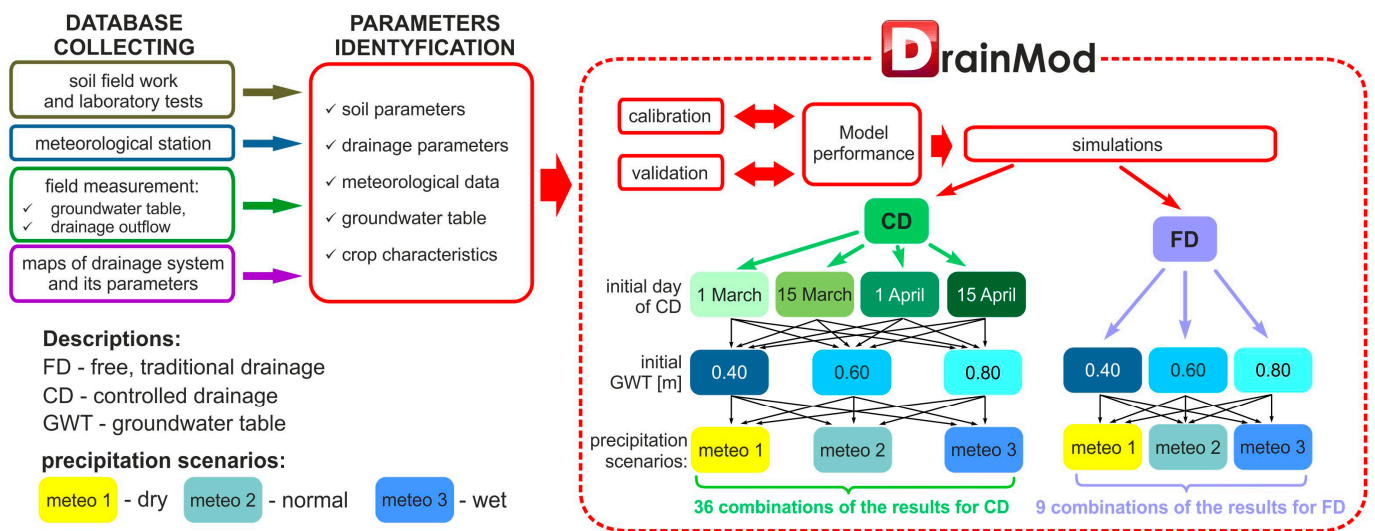 DATABASE
COLLECTING
soil field work
and laboratory tests
meteorological station
field measurement:
✓ groundwater table,
✓ drainage outflow
maps of drainage system
and its parameters
PARAMETERS
IDENTYFICATION
✓ soil parameters
✓ drainage parameters
✓ meteorological data
✓ groundwater table
✓ crop characteristics
Descriptions:
FD - free, traditional drainage
CD - controlled drainage
GWT - groundwater table
precipitation scenarios:
meteo 1 - dry meteo 2 - normal meteo 3 - wet
DrainMod
calibration
validation
Model
performance
simulations
CD
FD
initial day
of CD
1 March 15 March 1 April 15 April
initial
GWT [m]
0.40 0.60 0.80
0.40 0.60 0.80
precipitation
scenarios:
meteo 1 meteo 2 meteo 3
meteo 1 meteo 2 meteo 3
36 combinations of the results for CD
9 combinations of the results for FD